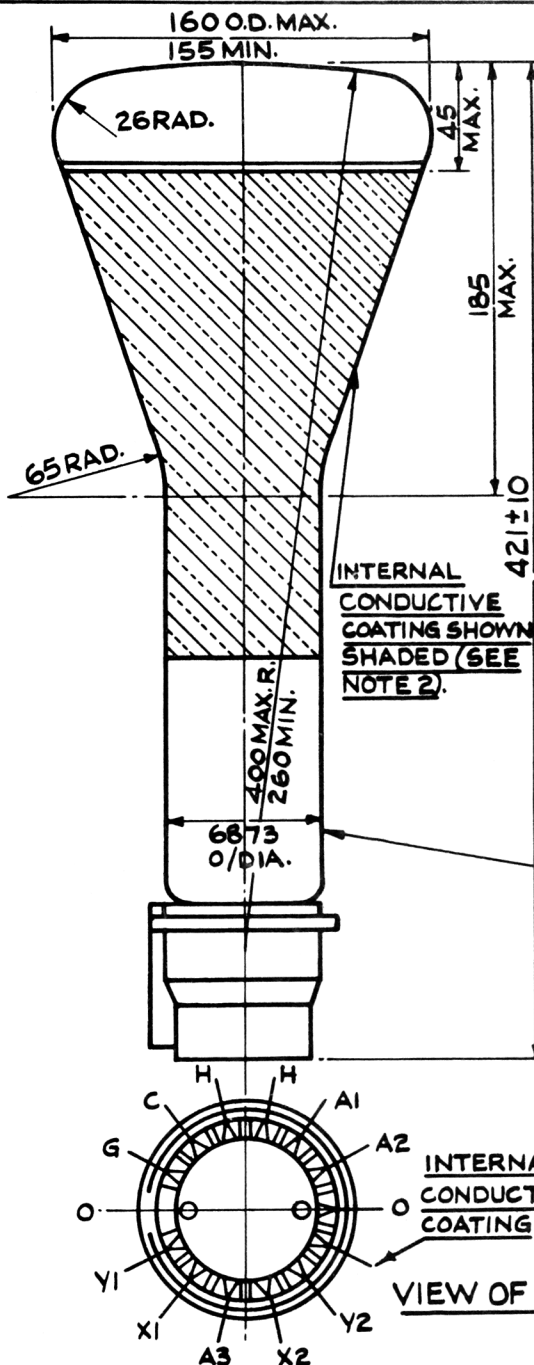 160 O.D. MAX.
155 MIN.
26 RAD.
45
MAX.
185
MAX.
65 RAD.
421±10
INTERNAL
CONDUCTIVE
COATING SHOWN
SHADED (SEE
NOTE 2).
400 MAX. R.
260 MIN.
6873
O/DIA.
H
H
C
A1
G
A2
INTERNA
CONDUCT
COATING
O
O
Y1
X1
A3
X2
Y2
VIEW OF